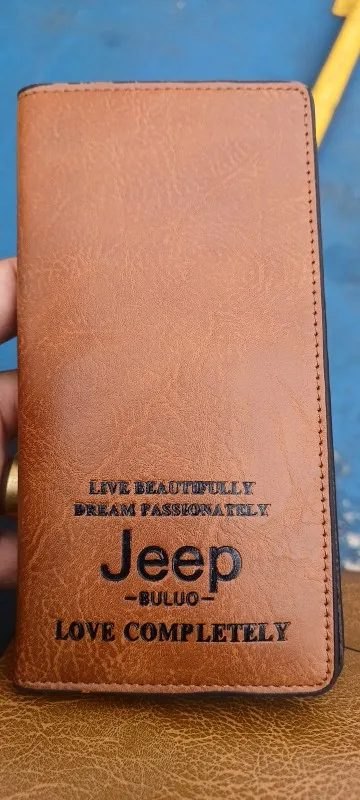 LIVE BEAUTIFULLY
DREAM PASSIONATELY
Jeep
-BULUO-
LOVE COMPLETELY